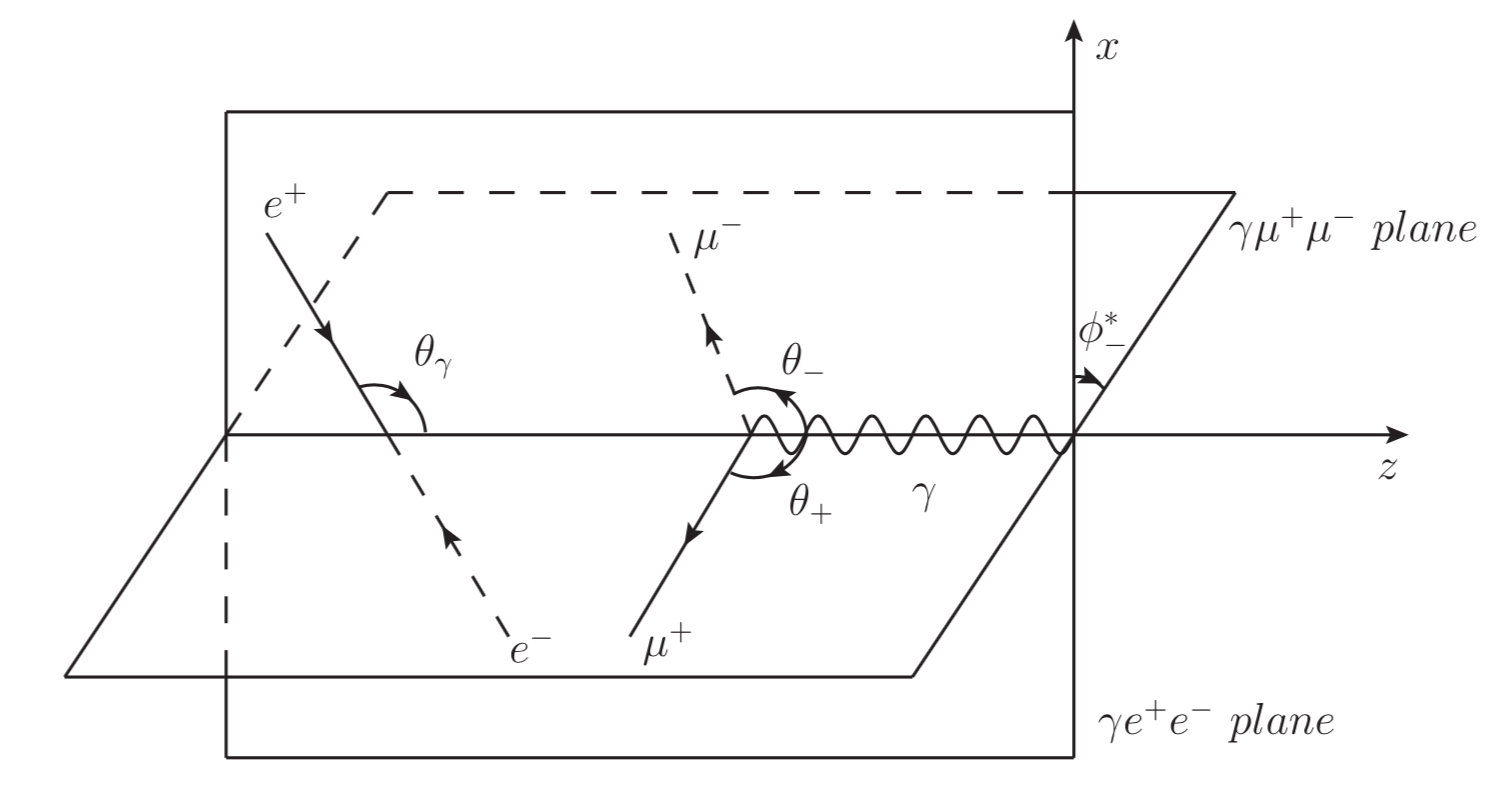 x
e⁺
μ⁻
γμ⁺μ⁻ plane
ϕ*₋
θ_γ
θ₋
z
θ₊
γ
e⁻
μ⁺
γe⁺e⁻ plane